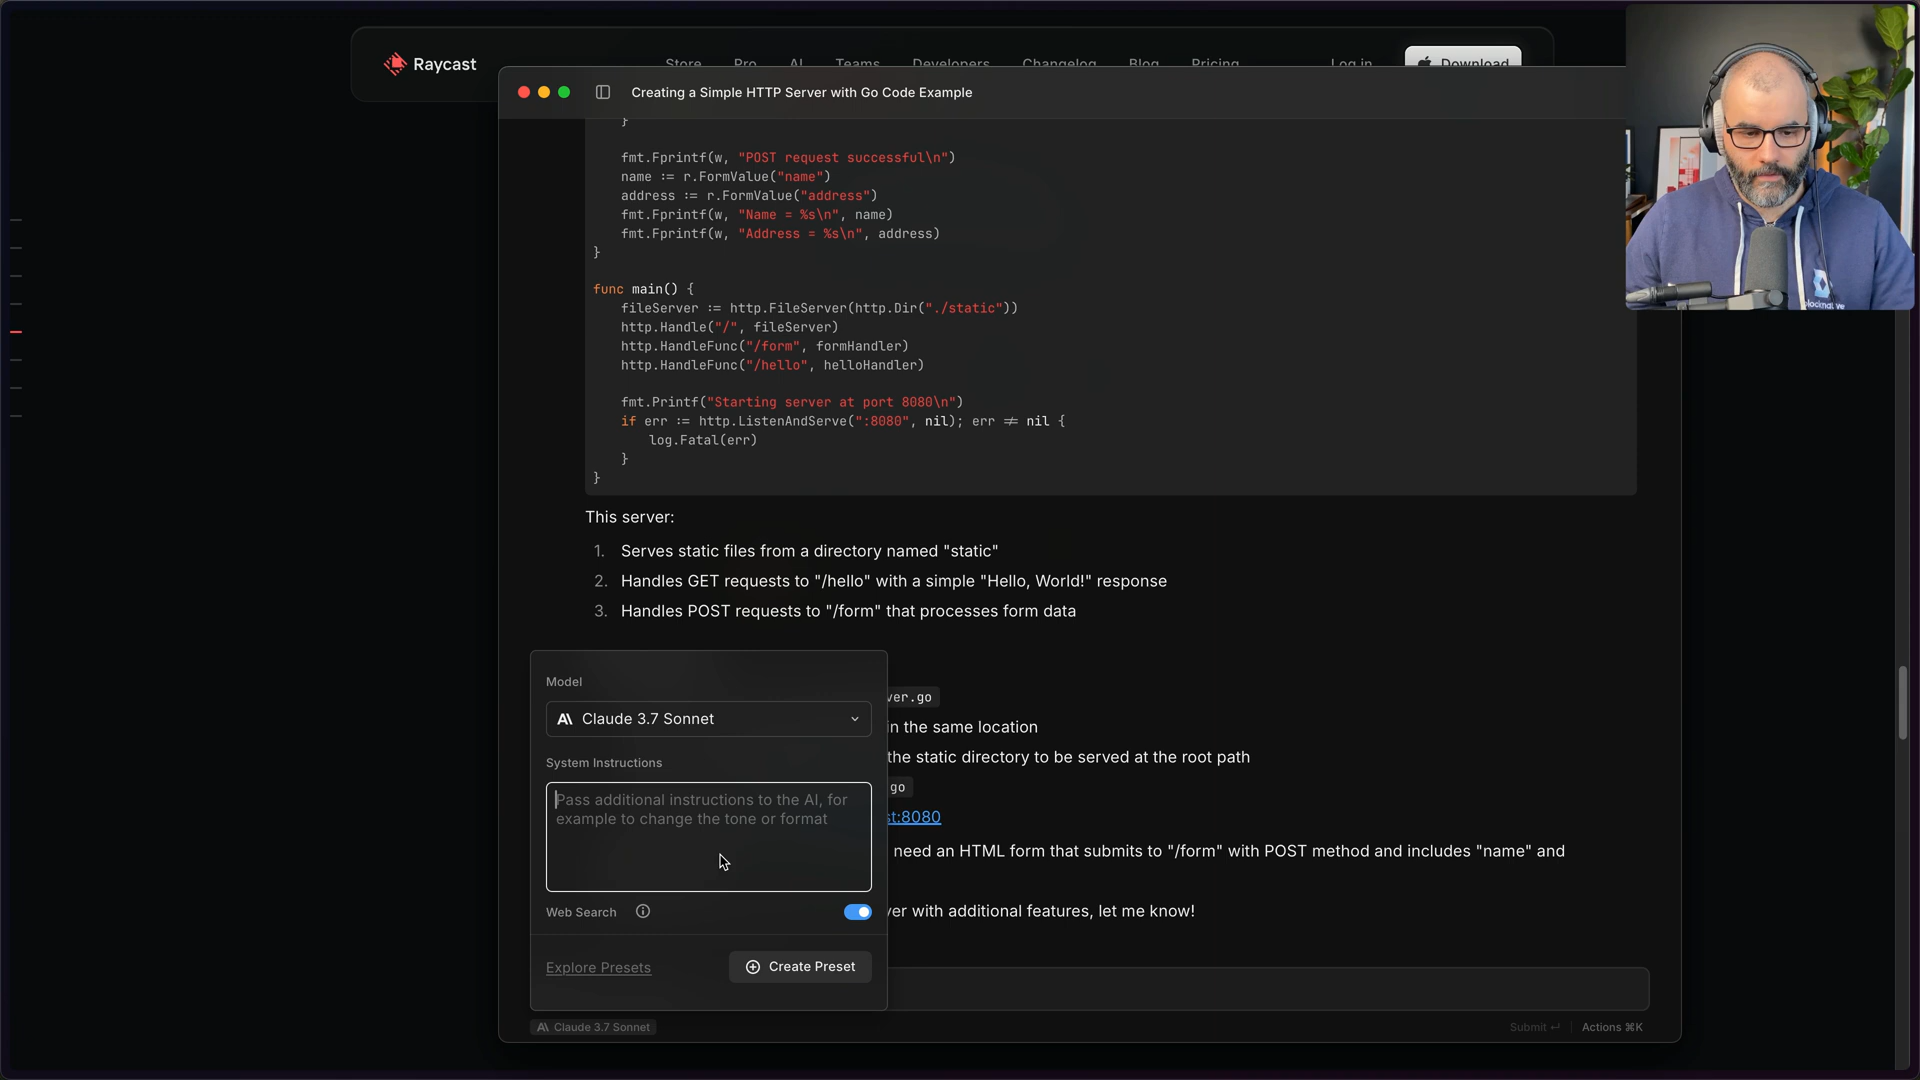 Raycast
Store Pro AI Teams Developers Changelog Blog Pricing Log in Download
Creating a Simple HTTP Server with Go Code Example
}
fmt.Fprintf(w, "POST request successful\n")
name := r.FormValue("name")
address := r.FormValue("address")
fmt.Fprintf(w, "Name = %s\n", name)
fmt.Fprintf(w, "Address = %s\n", address)
}
func main() {
fileServer := http.FileServer(http.Dir("./static"))
http.Handle("/", fileServer)
http.HandleFunc("/form", formHandler)
http.HandleFunc("/hello", helloHandler)
fmt.Printf("Starting server at port 8080\n")
if err := http.ListenAndServe(":8080", nil); err ≠ nil {
log.Fatal(err)
}
}
This server:
1. Serves static files from a directory named "static"
2. Handles GET requests to "/hello" with a simple "Hello, World!" response
3. Handles POST requests to "/form" that processes form data
Model
Claude 3.7 Sonnet
System Instructions
Pass additional instructions to the AI, for
example to change the tone or format
Web Search
Explore Presets
Create Preset
ver.go
in the same location
the static directory to be served at the root path
go
st:8080
need an HTML form that submits to "/form" with POST method and includes "name" and
ver with additional features, let me know!
Claude 3.7 Sonnet
Submit ↵ Actions ⌘K